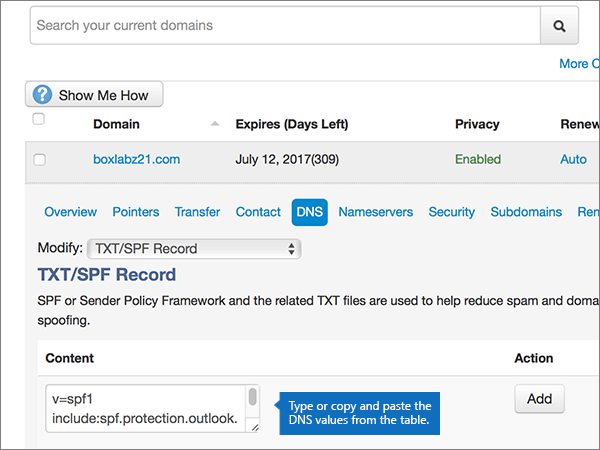 Search your current domains
More
Show Me How
Domain Expires (Days Left) Privacy Renew
boxlabz21.com July 12, 2017(309) Enabled Auto
Overview Pointers Transfer Contact DNS Nameservers Security Subdomains Ren
Modify: TXT/SPF Record
TXT/SPF Record
SPF or Sender Policy Framework and the related TXT files are used to help reduce spam and doma
spoofing.
Content Action
v=spf1
include:spf.protection.outlook.
Type or copy and paste the
DNS values from the table.
Add